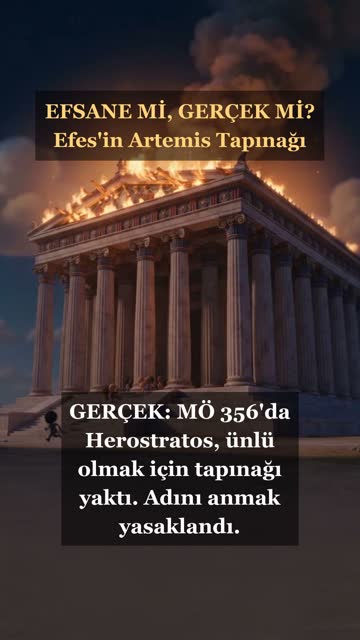 EFSANE Mİ, GERÇEK Mİ?
Efes'in Artemis Tapınağı
GERÇEK: MÖ 356'da
Herostratos, ünlü
olmak için tapınağı
yaktı. Adını anmak
yasaklandı.